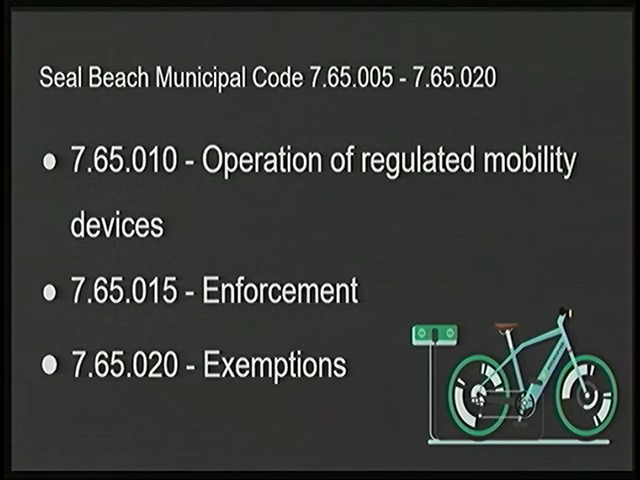 Seal Beach Municipal Code 7.65.005 - 7.65.020
● 7.65.010 - Operation of regulated mobility
devices
● 7.65.015 - Enforcement
● 7.65.020 - Exemptions